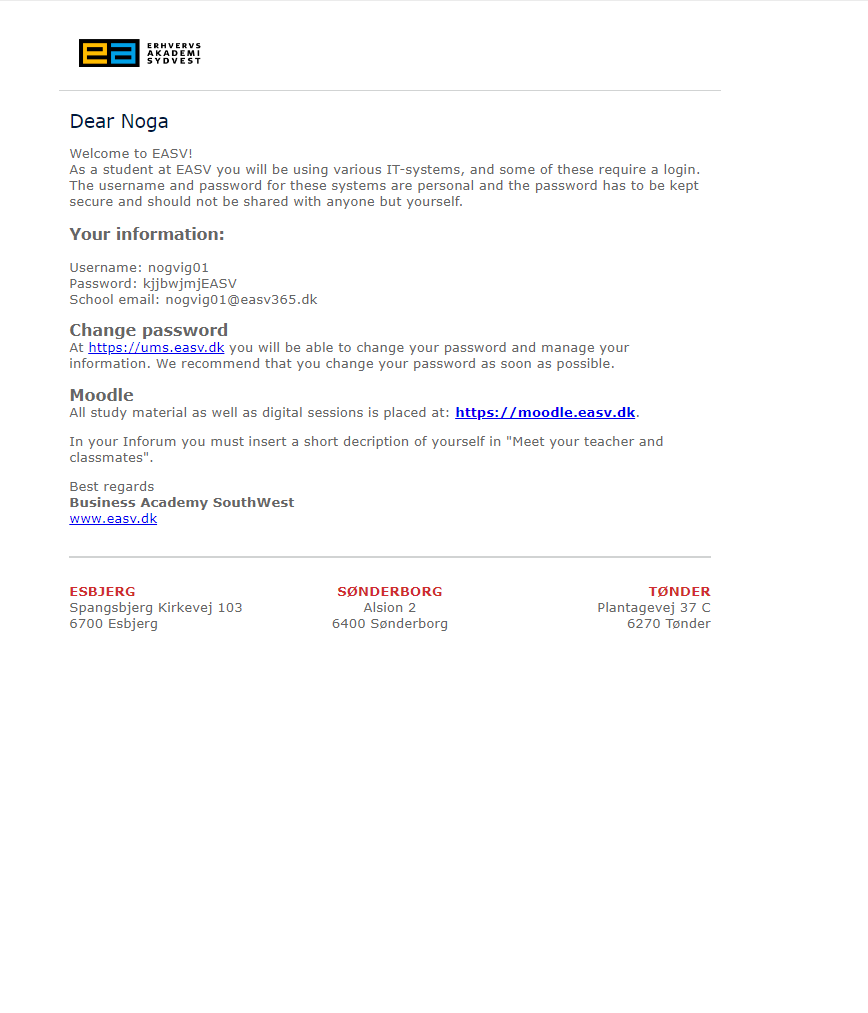 ea ERHVERVS
AKADEMI
SYDVEST
Dear Noga
Welcome to EASV!
As a student at EASV you will be using various IT-systems, and some of these require a login.
The username and password for these systems are personal and the password has to be kept
secure and should not be shared with anyone but yourself.
Your information:
Username: nogvig01
Password: kjjbwjmjEASV
School email: nogvig01@easv365.dk
Change password
At https://ums.easv.dk you will be able to change your password and manage your
information. We recommend that you change your password as soon as possible.
Moodle
All study material as well as digital sessions is placed at: https://moodle.easv.dk.
In your Inforum you must insert a short decription of yourself in "Meet your teacher and
classmates".
Best regards
Business Academy SouthWest
www.easv.dk
ESBJERG
Spangsbjerg Kirkevej 103
6700 Esbjerg
SØNDERBORG
Alsion 2
6400 Sønderborg
TØNDER
Plantagevej 37 C
6270 Tønder